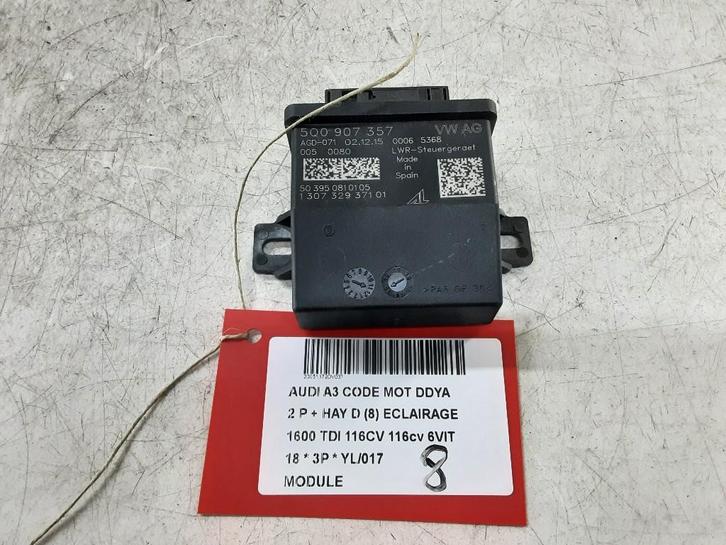 5Q0 907 357 VW AG
AGD-071 02.12.15 0006 5368
005 0080 LWR-Steuergeraet
Made
in
Spain
50 395 0810105
1 307 329 371 01
AL
>PA6 GF 30<
AUDI A3 CODE MOT DDYA
2 P + HAY D (8) ECLAIRAGE
1600 TDI 116CV 116cv 6VIT
18 * 3P * YL/017
MODULE 8